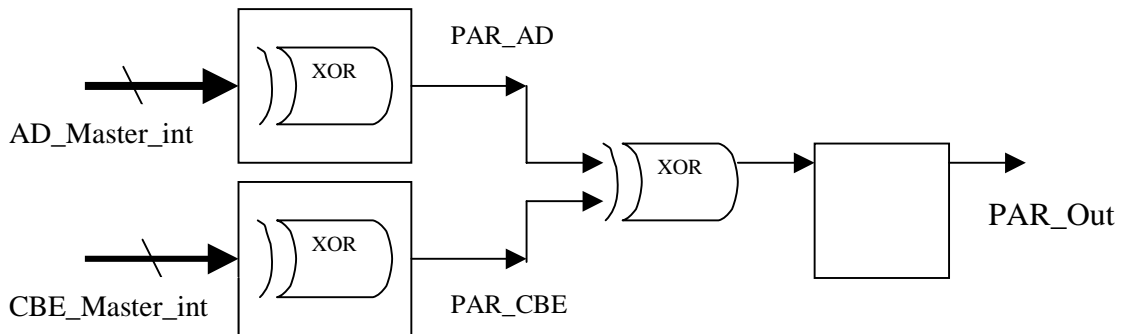 PAR_AD
XOR
AD_Master_int
XOR
PAR_Out
XOR
CBE_Master_int
PAR_CBE